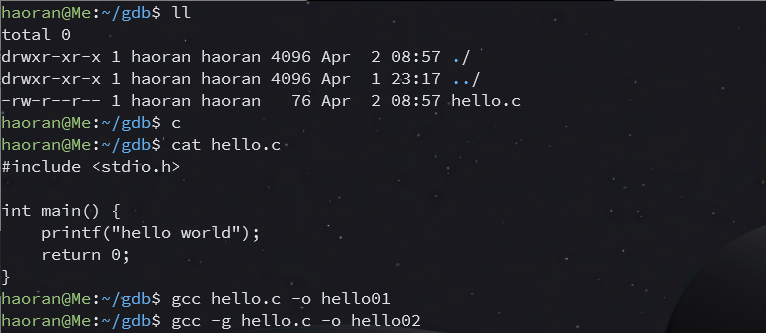 haoran@Me:~/gdb$ ll
total 0
drwxr-xr-x 1 haoran haoran 4096 Apr  2 08:57 ./
drwxr-xr-x 1 haoran haoran 4096 Apr  1 23:17 ../
-rw-r--r-- 1 haoran haoran   76 Apr  2 08:57 hello.c
haoran@Me:~/gdb$ c
haoran@Me:~/gdb$ cat hello.c
#include <stdio.h>

int main() {
    printf("hello world");
    return 0;
}
haoran@Me:~/gdb$ gcc hello.c -o hello01
haoran@Me:~/gdb$ gcc -g hello.c -o hello02